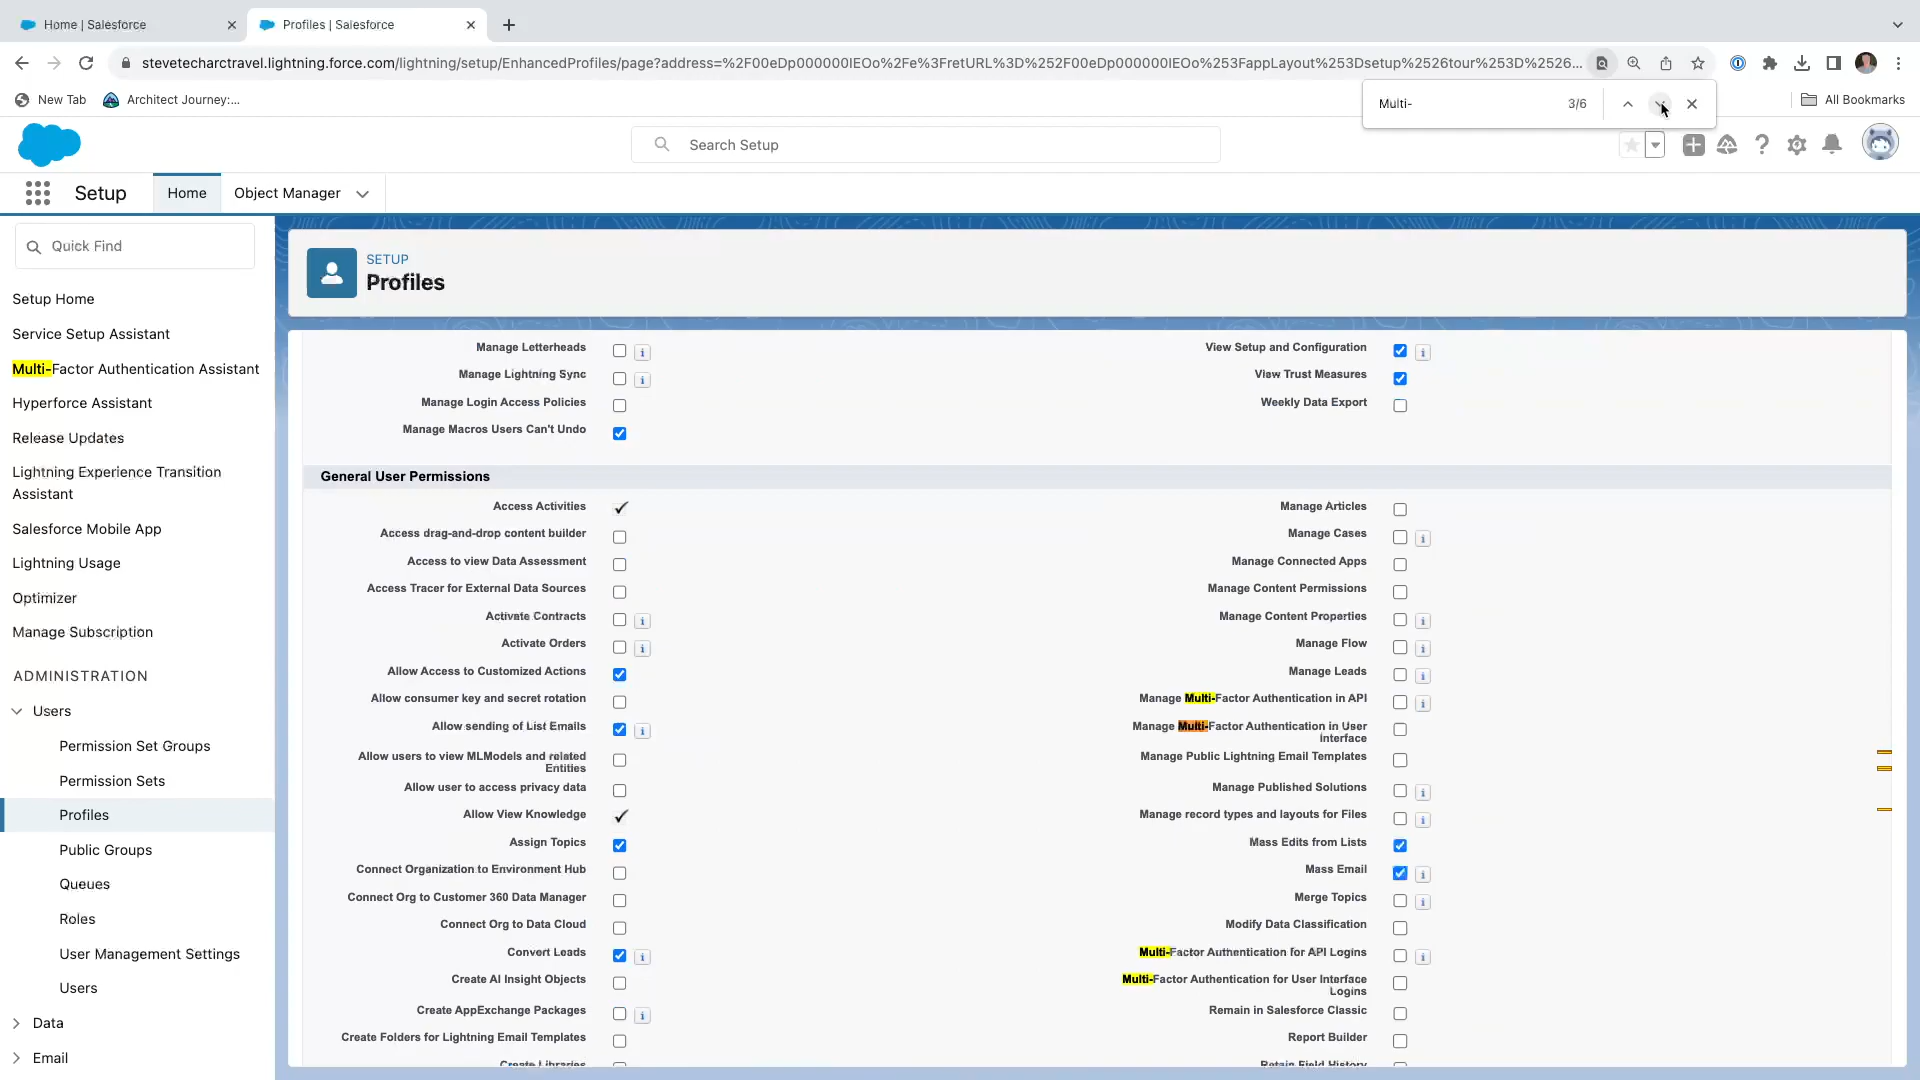 Home | Salesforce
Profiles | Salesforce
stevetecharctravel.lightning.force.com/lightning/setup/EnhancedProfiles/page?address=%2F00eDp000000IEOo%2Fe%3FretURL%3D%252F00eDp000000IEOo%253FappLayout%253Dsetup%2526tour%253D%2526...
New Tab
Architect Journey:...
Multi-
3/6
All Bookmarks
Search Setup
Setup
Home
Object Manager
Quick Find
Setup Home
Service Setup Assistant
Multi-Factor Authentication Assistant
Hyperforce Assistant
Release Updates
Lightning Experience Transition
Assistant
Salesforce Mobile App
Lightning Usage
Optimizer
Manage Subscription
ADMINISTRATION
Users
Permission Set Groups
Permission Sets
Profiles
Public Groups
Queues
Roles
User Management Settings
Users
Data
Email
SETUP
Profiles
Manage Letterheads
View Setup and Configuration
Manage Lightning Sync
View Trust Measures
Manage Login Access Policies
Weekly Data Export
Manage Macros Users Can't Undo
General User Permissions
Access Activities
Manage Articles
Access drag-and-drop content builder
Manage Cases
Access to view Data Assessment
Manage Connected Apps
Access Tracer for External Data Sources
Manage Content Permissions
Activate Contracts
Manage Content Properties
Activate Orders
Manage Flow
Allow Access to Customized Actions
Manage Leads
Allow consumer key and secret rotation
Manage Multi-Factor Authentication in API
Allow sending of List Emails
Manage Multi-Factor Authentication in User
Interface
Allow users to view MLModels and related
Entities
Manage Public Lightning Email Templates
Allow user to access privacy data
Manage Published Solutions
Allow View Knowledge
Manage record types and layouts for Files
Assign Topics
Mass Edits from Lists
Connect Organization to Environment Hub
Mass Email
Connect Org to Customer 360 Data Manager
Merge Topics
Connect Org to Data Cloud
Modify Data Classification
Convert Leads
Multi-Factor Authentication for API Logins
Create AI Insight Objects
Multi-Factor Authentication for User Interface
Logins
Create AppExchange Packages
Remain in Salesforce Classic
Create Folders for Lightning Email Templates
Report Builder
Create Libraries
Retain Field History